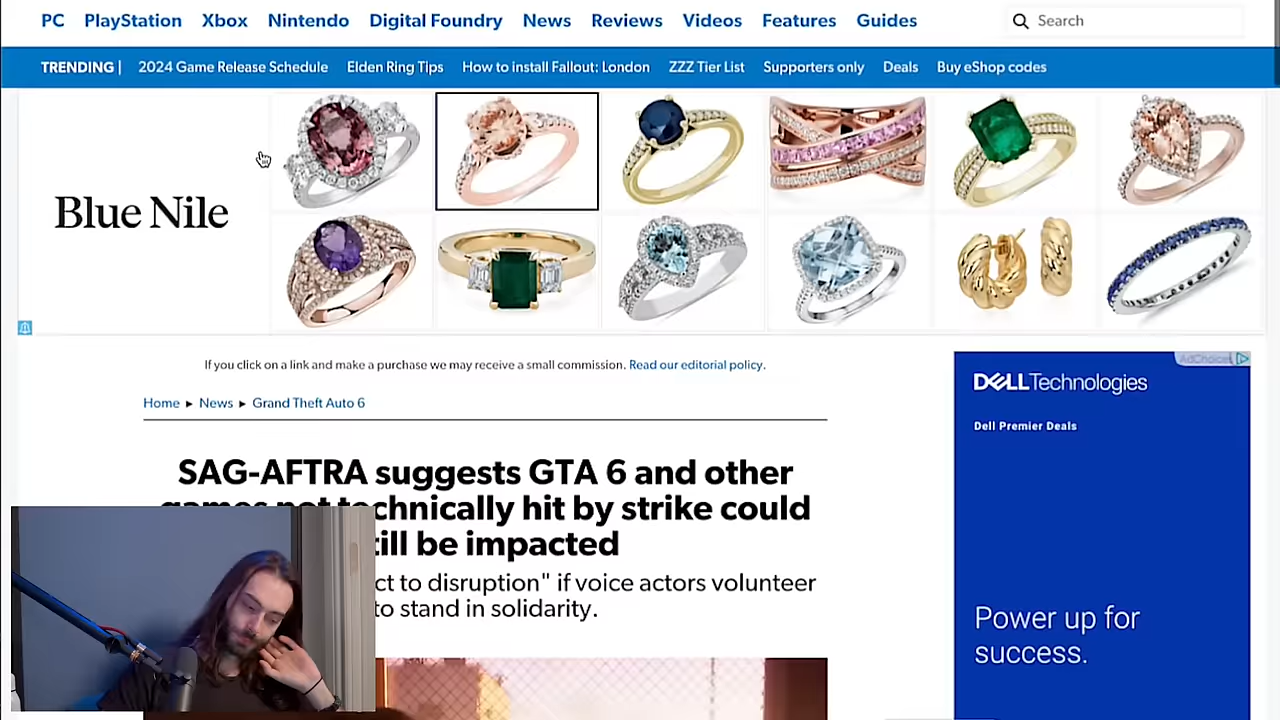 PC PlayStation Xbox Nintendo Digital Foundry News Reviews Videos Features Guides Search
TRENDING | 2024 Game Release Schedule Elden Ring Tips How to install Fallout: London ZZZ Tier List Supporters only Deals Buy eShop codes
Blue Nile
If you click on a link and make a purchase we may receive a small commission. Read our editorial policy.
AdChoices
DELL Technologies
Dell Premier Deals
Home ▸ News ▸ Grand Theft Auto 6
SAG-AFTRA suggests GTA 6 and other
games not technically hit by strike could
till be impacted
ct to disruption" if voice actors volunteer
to stand in solidarity.
Power up for
success.